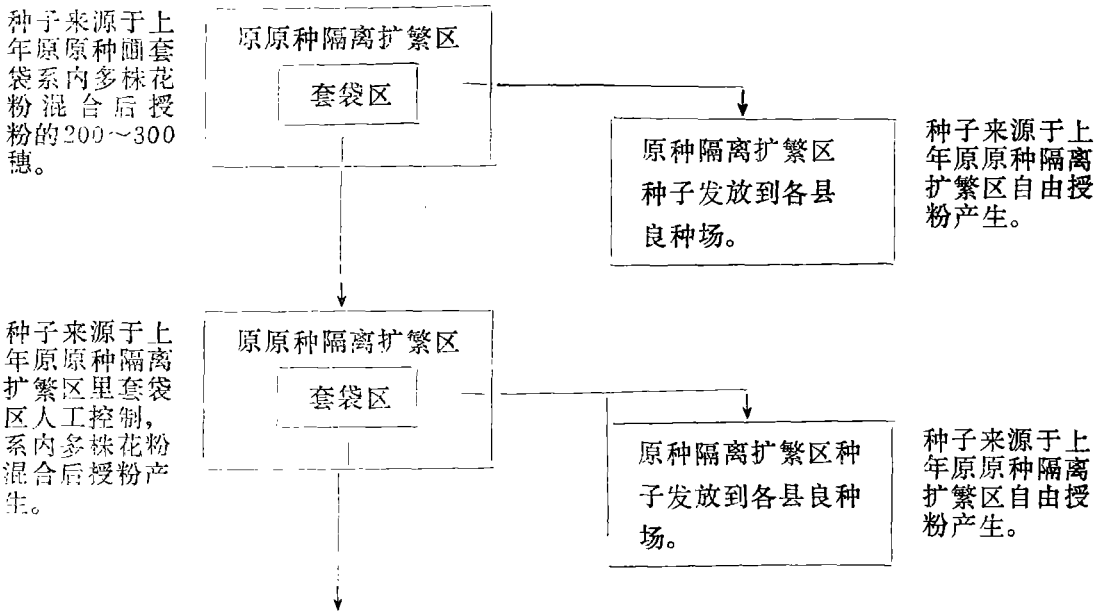 种子来源于上
年原原种圃套
袋系内多株花
粉混合后授
粉的200～300
穗。
原原种隔离扩繁区
套袋区
原种隔离扩繁区
种子发放到各县
良种场。
种子来源于上
年原原种隔离
扩繁区自由授
粉产生。
种子来源于上
年原原种隔离
扩繁区里套袋
区人工控制，
系内多株花粉
混合后授粉产
生。
原原种隔离扩繁区
套袋区
原种隔离扩繁区种
子发放到各县良种
场。
种子来源于上
年原原种隔离
扩繁区自由授
粉产生。